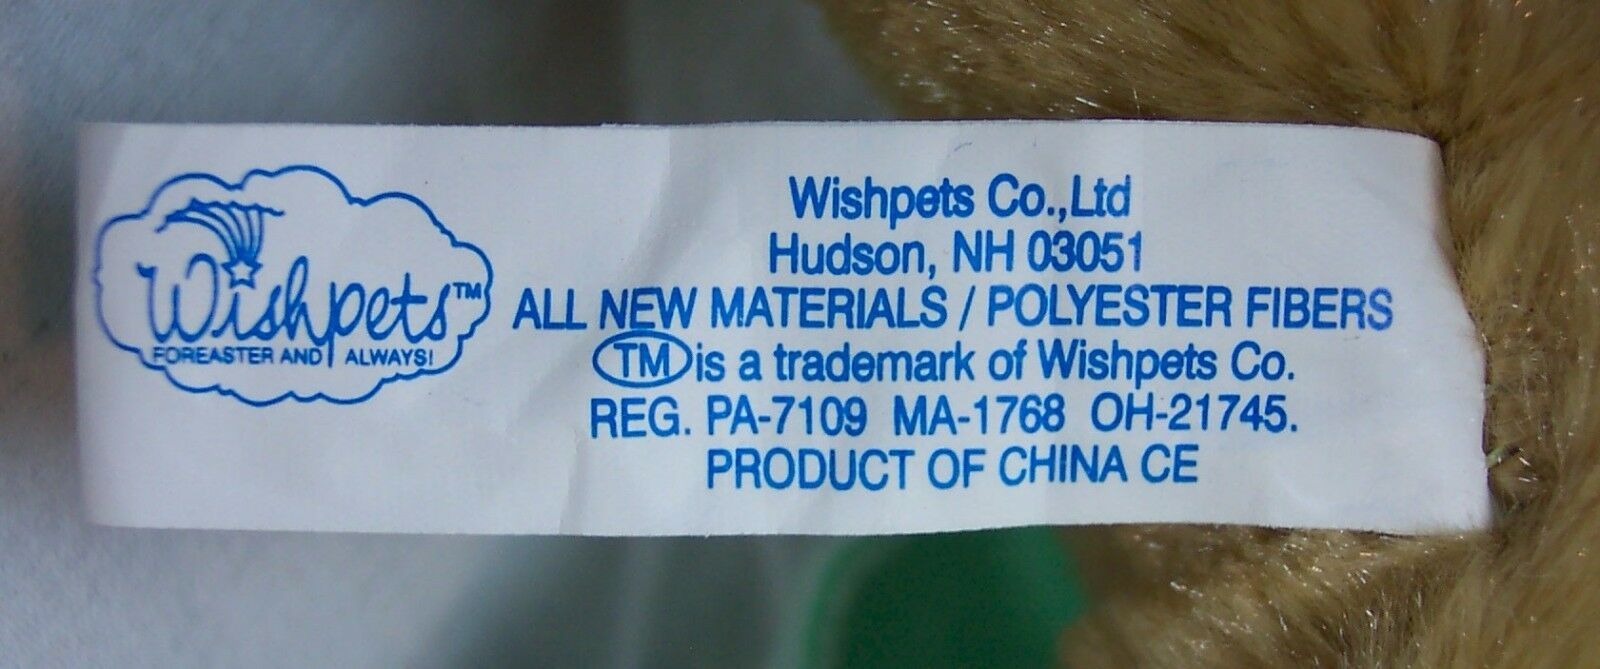 Wishpets™
FOREASTER AND ALWAYS!
Wishpets Co.,Ltd
Hudson, NH 03051
ALL NEW MATERIALS / POLYESTER FIBERS
TM is a trademark of Wishpets Co.
REG. PA-7109 MA-1768 OH-21745.
PRODUCT OF CHINA CE